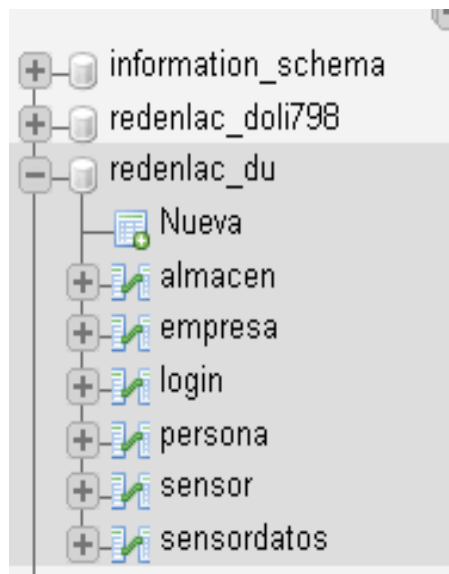 information_schema
redenlac_doli798
redenlac_du
Nueva
almacen
empresa
login
persona
sensor
sensordatos